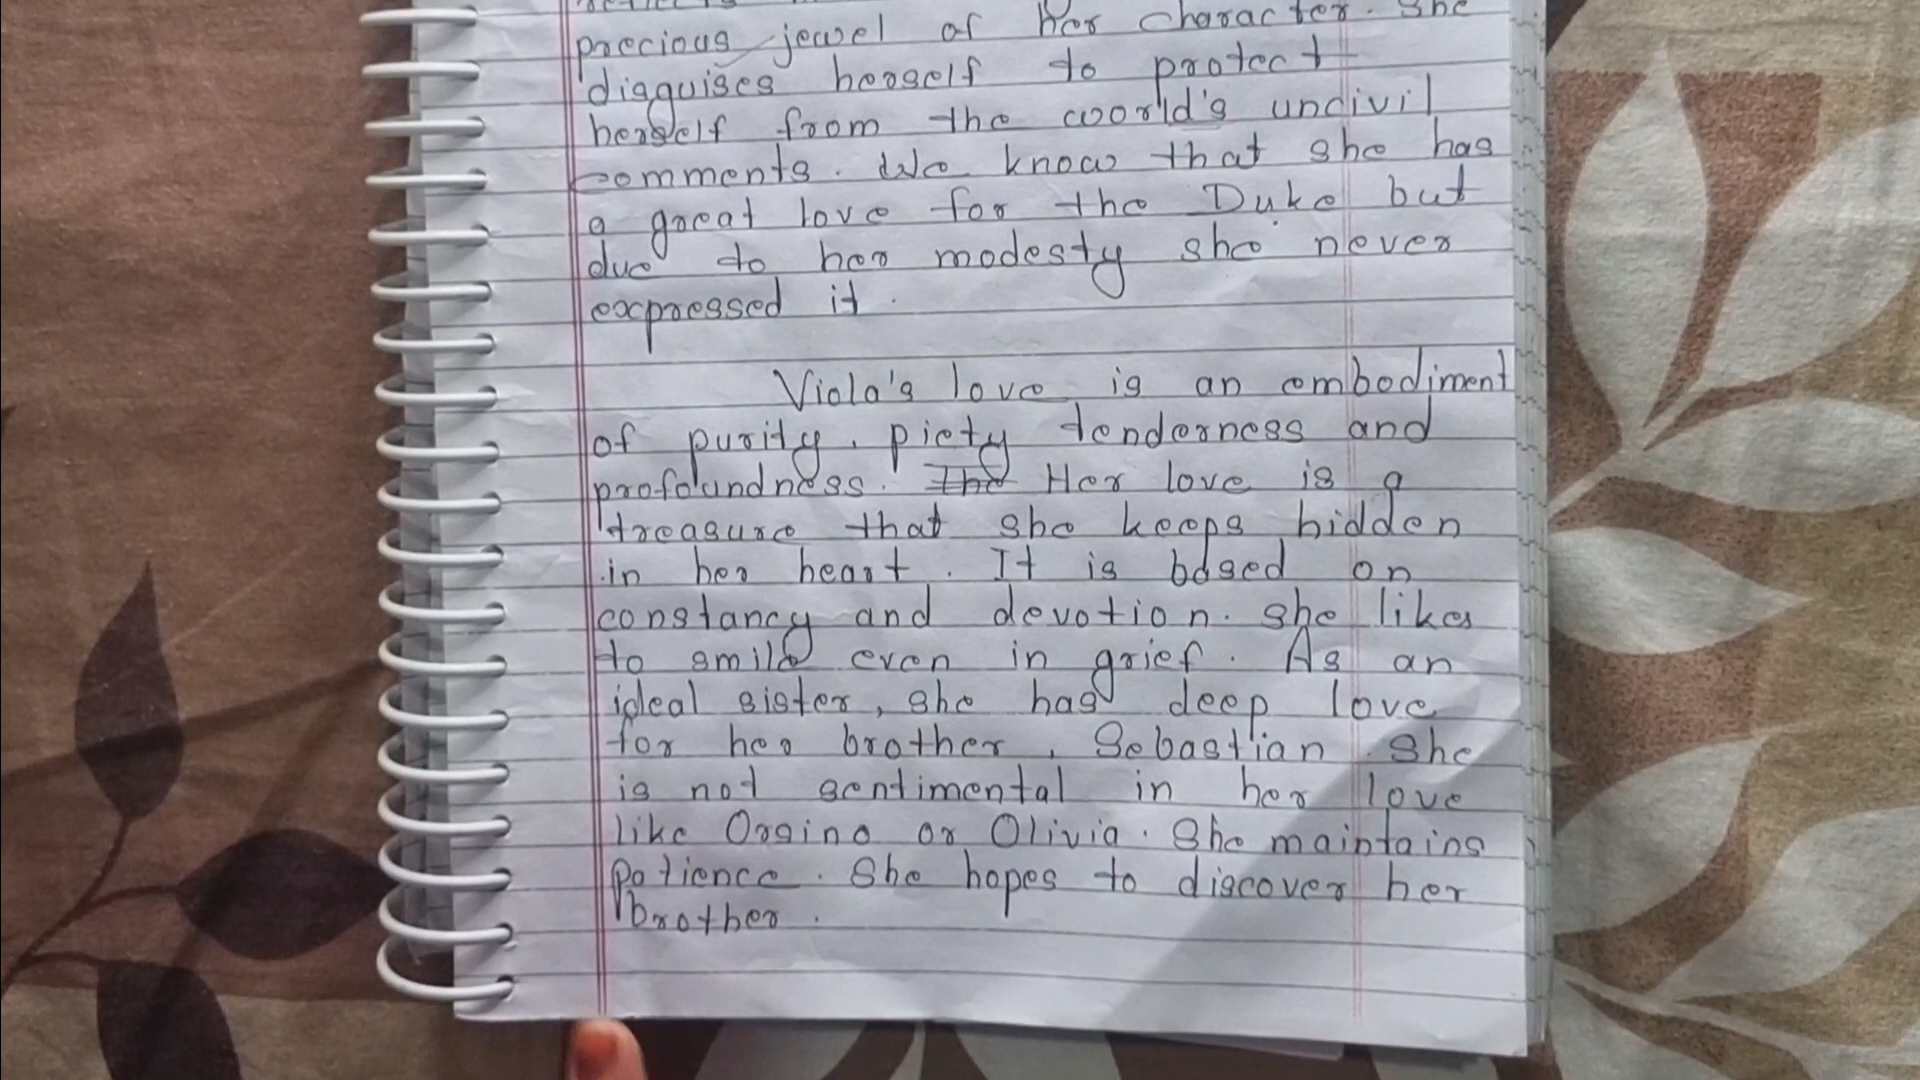 precious jewel of her character. She
disguises herself to protect
herself from the world's undivil
comments. We know that she has
a great love for the Duke but
due to her modesty she never
expressed it.
Viola's love is an embodiment
of purity, piety tenderness and
profoundness. The Her love is a
treasure that she keeps hidden
in her heart. It is based on
constancy and devotion. She likes
to smile even in grief. As an
ideal sister, she has deep love
for her brother, Sebastian. She
is not sentimental in her love
like Orsino or Olivia. She maintains
patience. She hopes to discover her
brother.